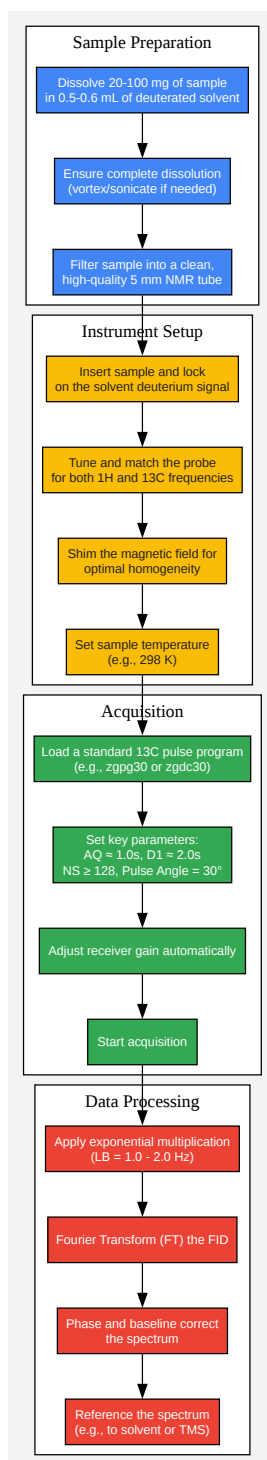 Sample Preparation
Dissolve 20-100 mg of sample
in 0.5-0.6 mL of deuterated solvent
Ensure complete dissolution
(vortex/sonicate if needed)
Filter sample into a clean,
high-quality 5 mm NMR tube
Instrument Setup
Insert sample and lock
on the solvent deuterium signal
Tune and match the probe
for both 1H and 13C frequencies
Shim the magnetic field for
optimal homogeneity
Set sample temperature
(e.g., 298 K)
Acquisition
Load a standard 13C pulse program
(e.g., zgpg30 or zgdc30)
Set key parameters:
AQ ≈ 1.0s, D1 ≈ 2.0s
NS ≥ 128, Pulse Angle = 30°
Adjust receiver gain automatically
Start acquisition
Data Processing
Apply exponential multiplication
(LB = 1.0 - 2.0 Hz)
Fourier Transform (FT) the FID
Phase and baseline correct
the spectrum
Reference the spectrum
(e.g., to solvent or TMS)